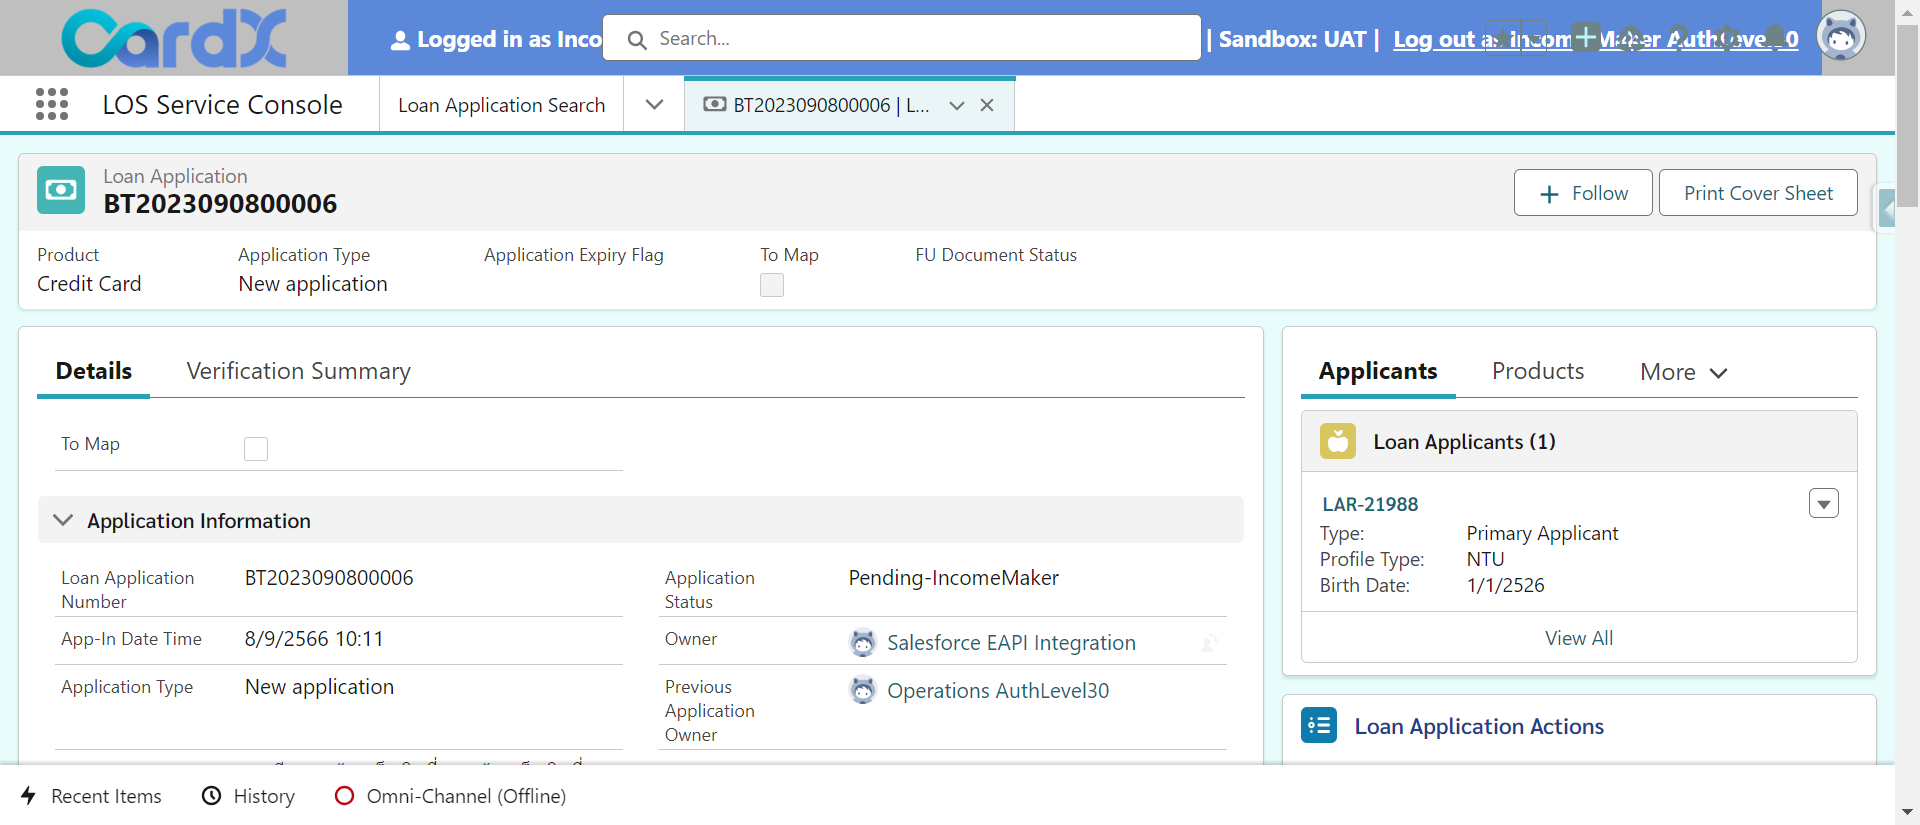 CardX
Logged in as Inco
Search...
| Sandbox: UAT |
Log out as Incom Maker AuthLevel30
LOS Service Console
Loan Application Search
BT2023090800006 | L...
Loan Application
BT2023090800006
Follow
Print Cover Sheet
Product
Application Type
Application Expiry Flag
To Map
FU Document Status
Credit Card
New application
Details
Verification Summary
To Map
Application Information
Loan Application Number
BT2023090800006
Application Status
Pending-IncomeMaker
App-In Date Time
8/9/2566 10:11
Owner
Salesforce EAPI Integration
Application Type
New application
Previous Application Owner
Operations AuthLevel30
Applicants
Products
More
Loan Applicants (1)
LAR-21988
Type:
Primary Applicant
Profile Type:
NTU
Birth Date:
1/1/2526
View All
Loan Application Actions
Recent Items
History
Omni-Channel (Offline)